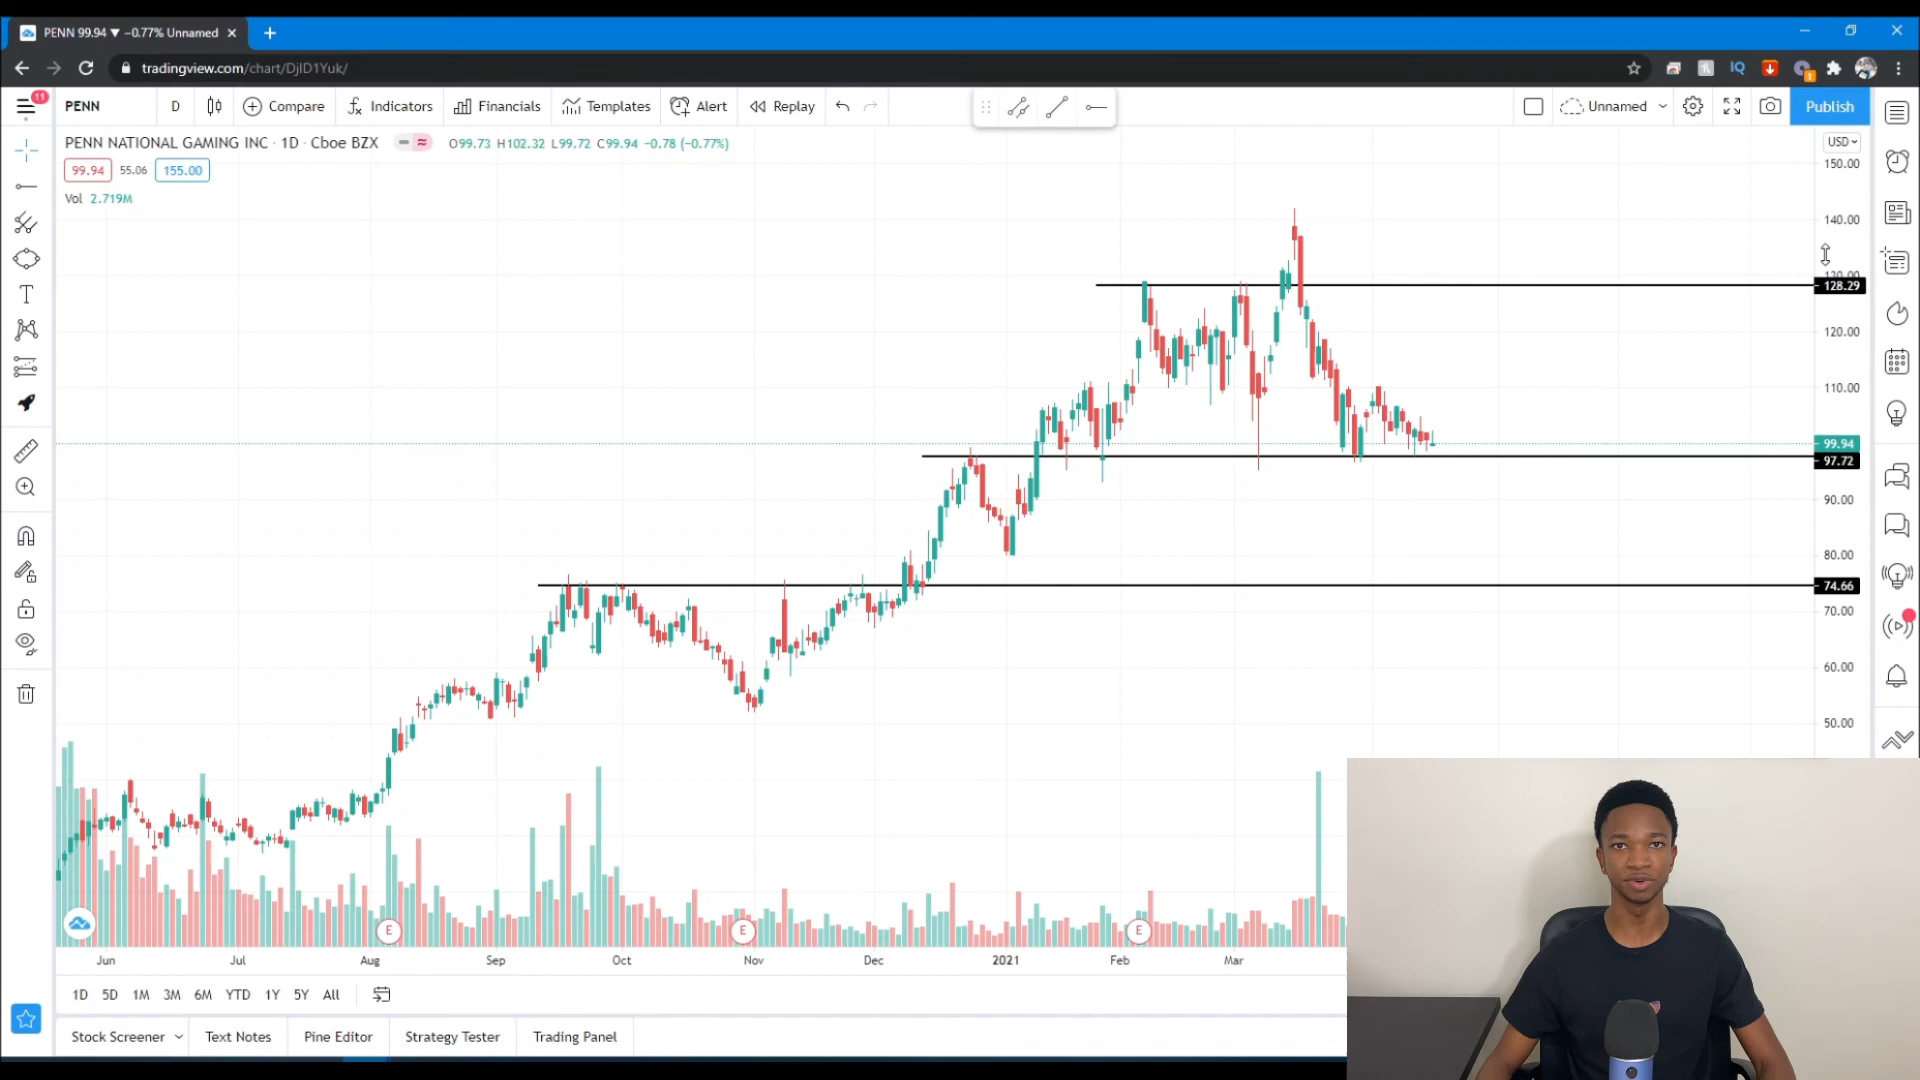 PENN 99.94 ▼ −0.77% Unnamed
tradingview.com/chart/DjlD1Yuk/
11
PENN D Compare Indicators Financials Templates Alert Replay Unnamed Publish
PENN NATIONAL GAMING INC · 1D · Cboe BZX O99.73 H102.32 L99.72 C99.94 −0.78 (−0.77%)
USD
99.94 55.06 155.00
Vol 2.719M
150.00
140.00
130.00
128.29
120.00
110.00
99.94
97.72
90.00
80.00
74.66
70.00
60.00
50.00
E E E
Jun Jul Aug Sep Oct Nov Dec 2021 Feb Mar
1D 5D 1M 3M 6M YTD 1Y 5Y All
Stock Screener Text Notes Pine Editor Strategy Tester Trading Panel